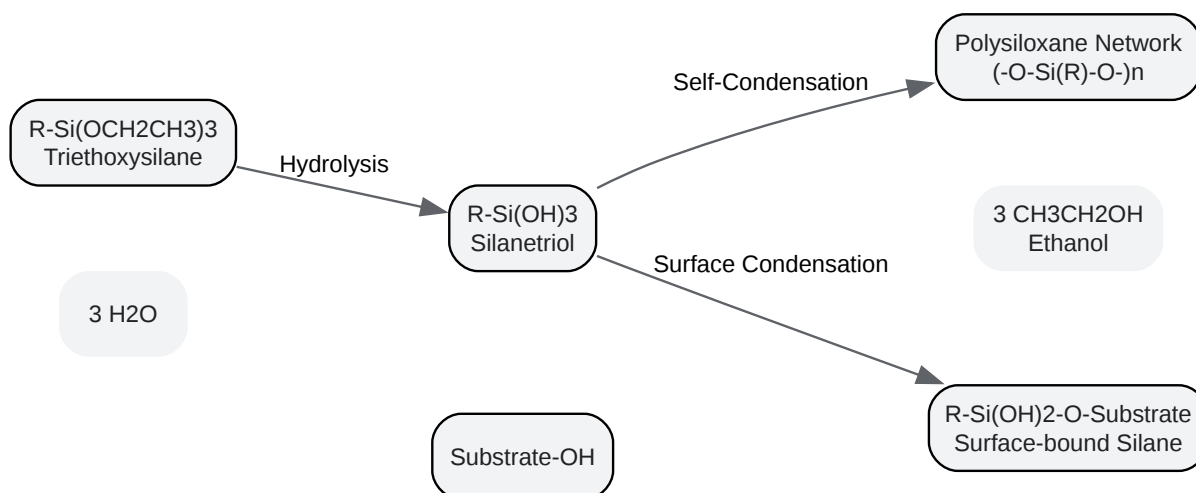 Polysiloxane Network
(-O-Si(R)-O-)n
Self-Condensation
R-Si(OCH2CH3)3
Triethoxysilane
Hydrolysis
R-Si(OH)3
Silanetriol
3 CH3CH2OH
Ethanol
Surface Condensation
3 H2O
R-Si(OH)2-O-Substrate
Surface-bound Silane
Substrate-OH